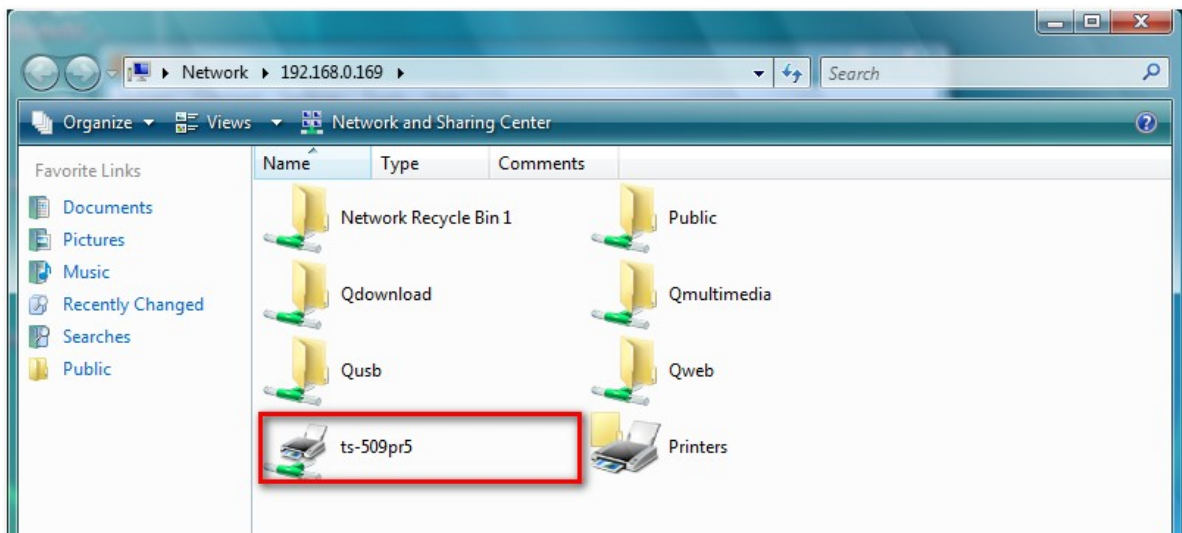 Network 192.168.0.169 Search
Organize Views Network and Sharing Center
Favorite Links
Documents
Pictures
Music
Recently Changed
Searches
Public
Name Type Comments
Network Recycle Bin 1 Public
Qdownload Qmultimedia
Qusb Qweb
ts-509pr5 Printers